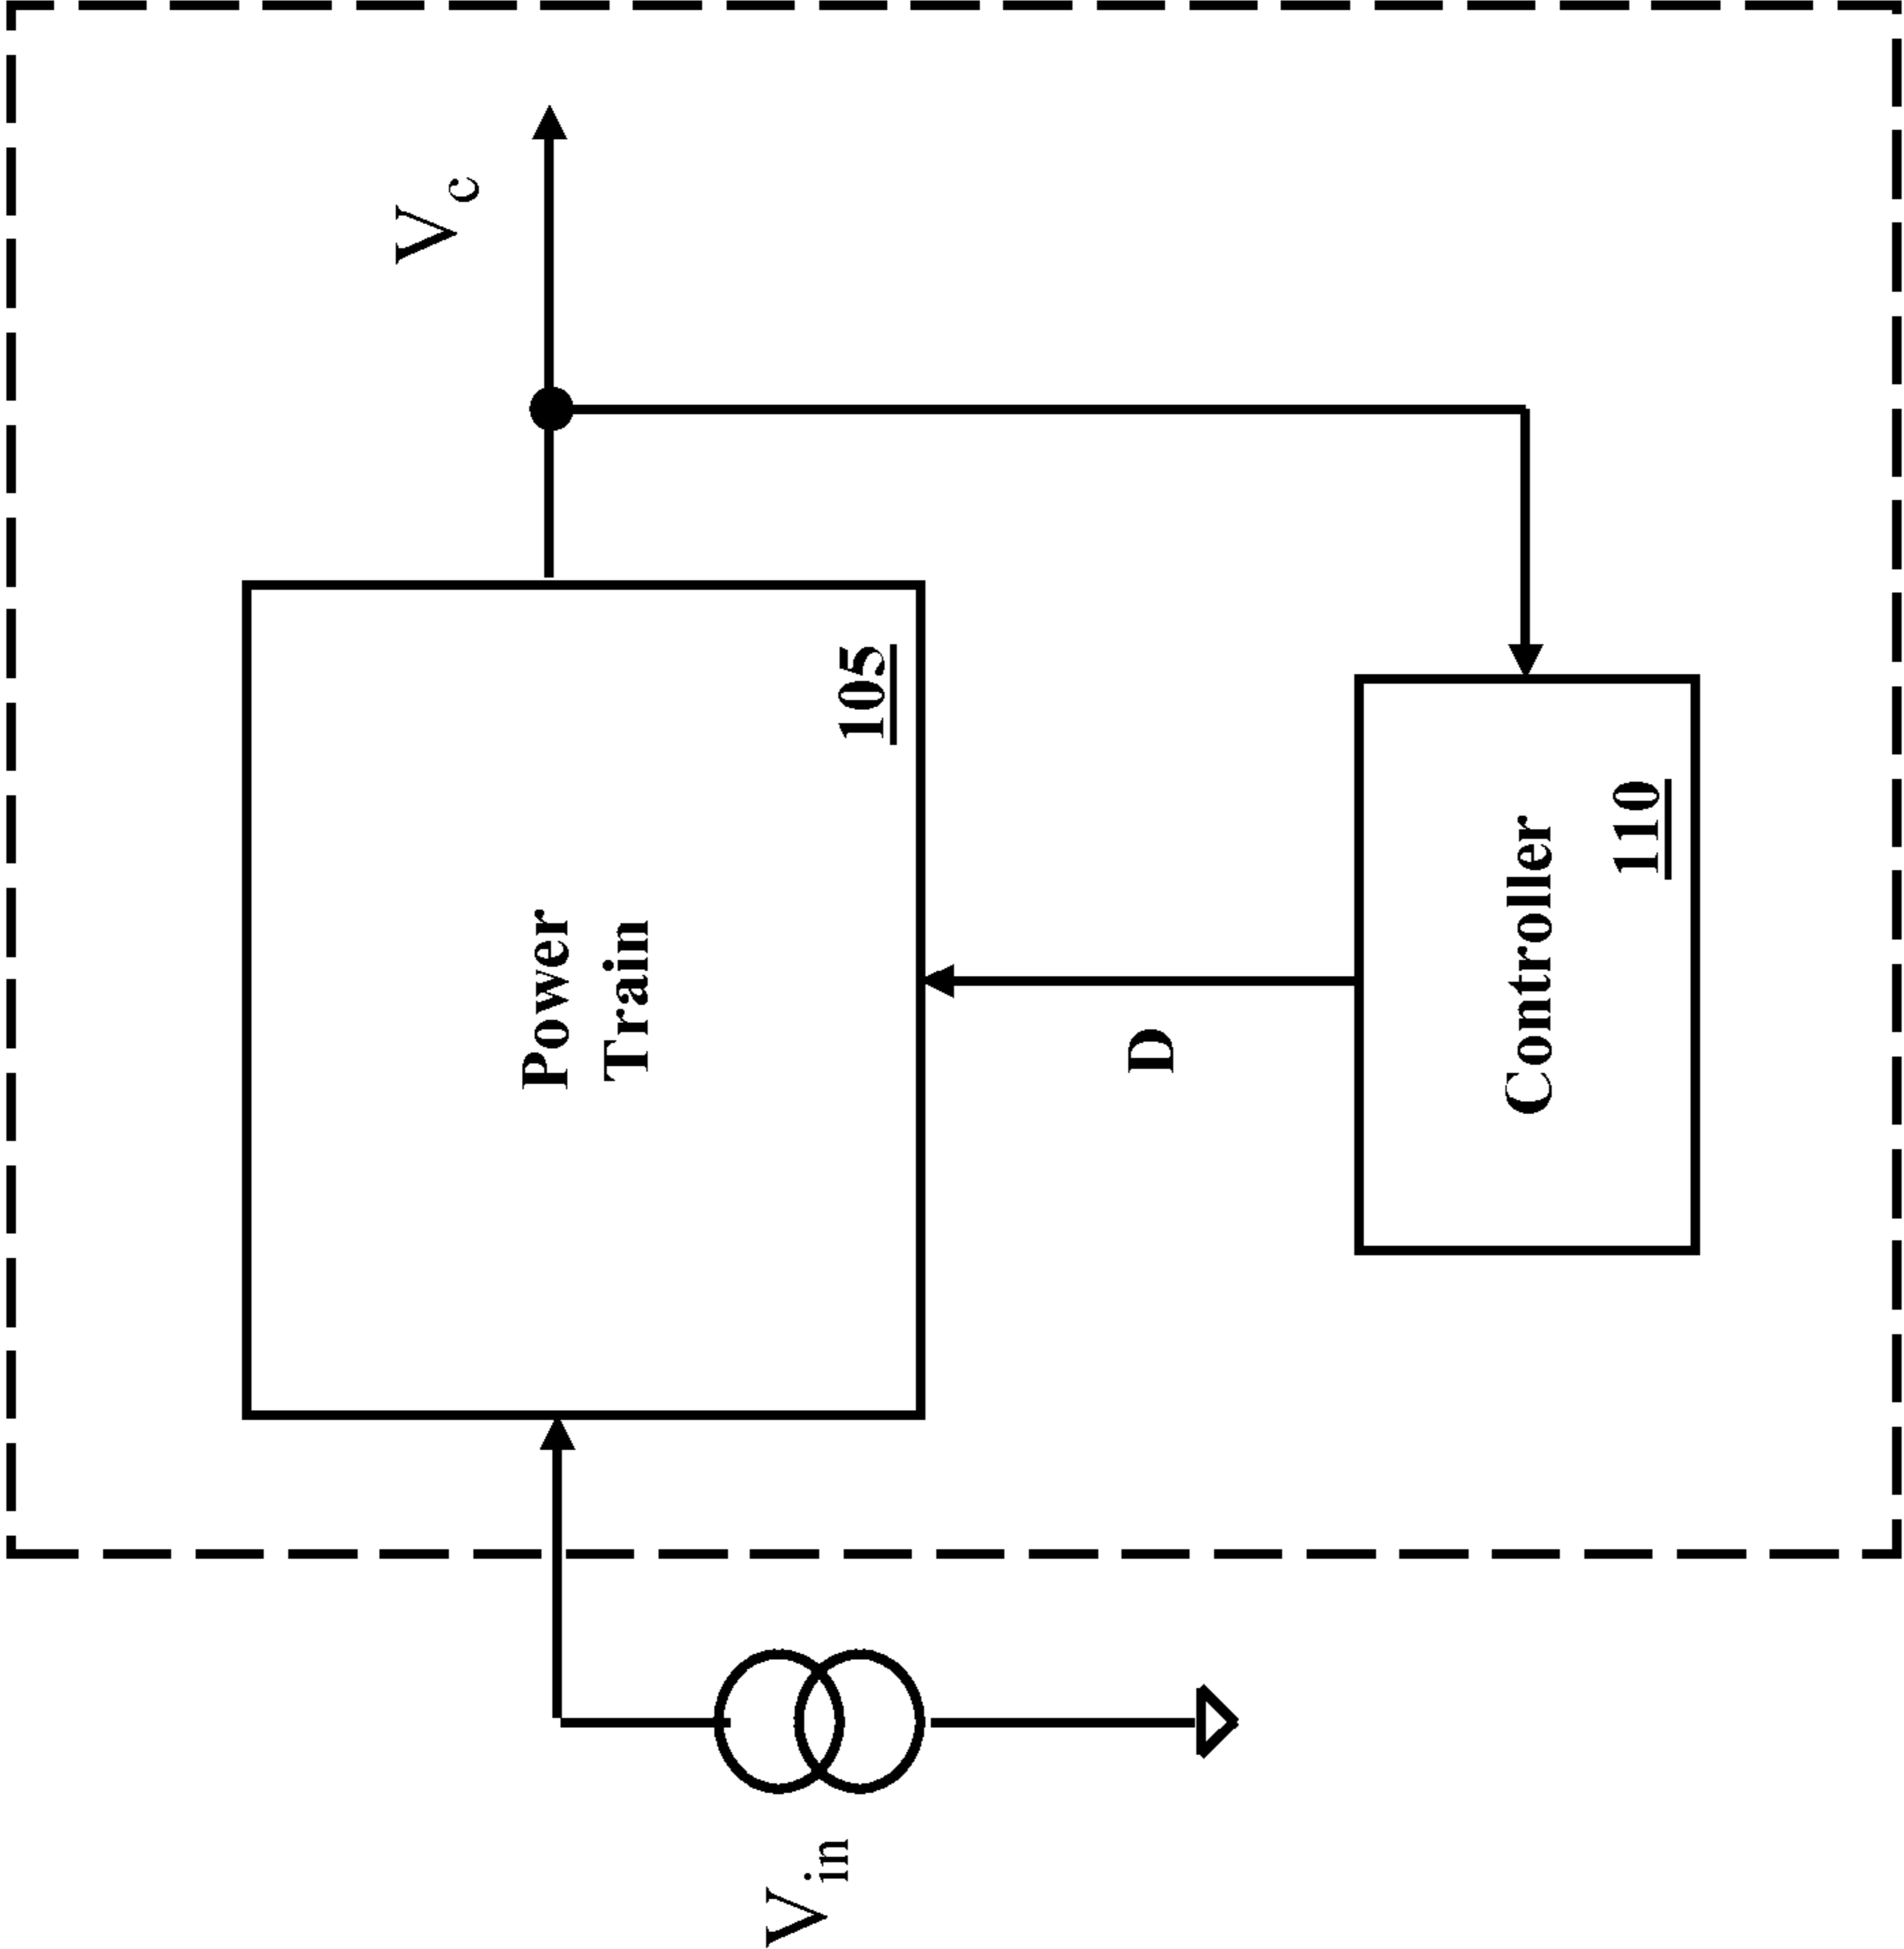 V_in
Power
Train
105
V_c
D
Controller
110